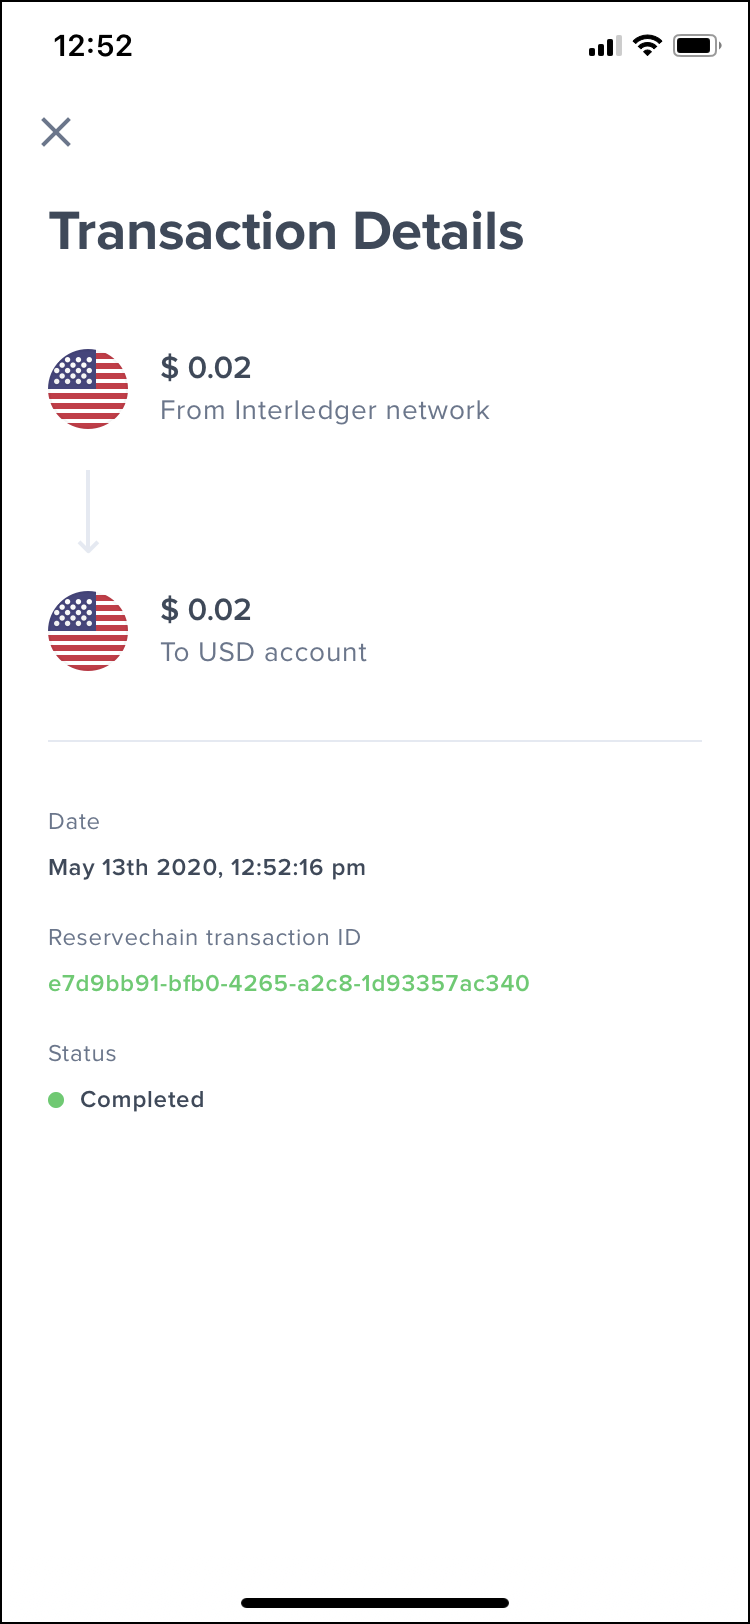 12:52
Transaction Details
$ 0.02
From Interledger network
$ 0.02
To USD account
Date
May 13th 2020, 12:52:16 pm
Reservechain transaction ID
e7d9bb91-bfb0-4265-a2c8-1d93357ac340
Status
Completed